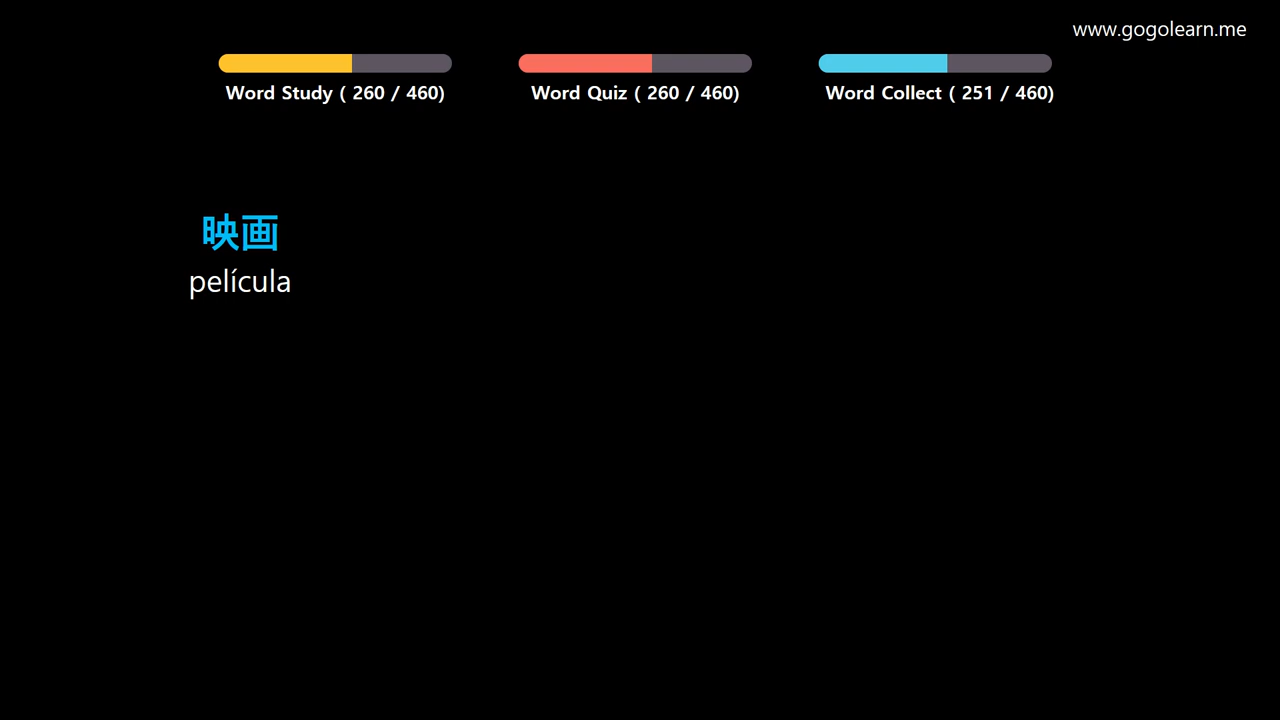 www.gogolearn.me
Word Study ( 260 / 460)
Word Quiz ( 260 / 460)
Word Collect ( 251 / 460)
映画
película